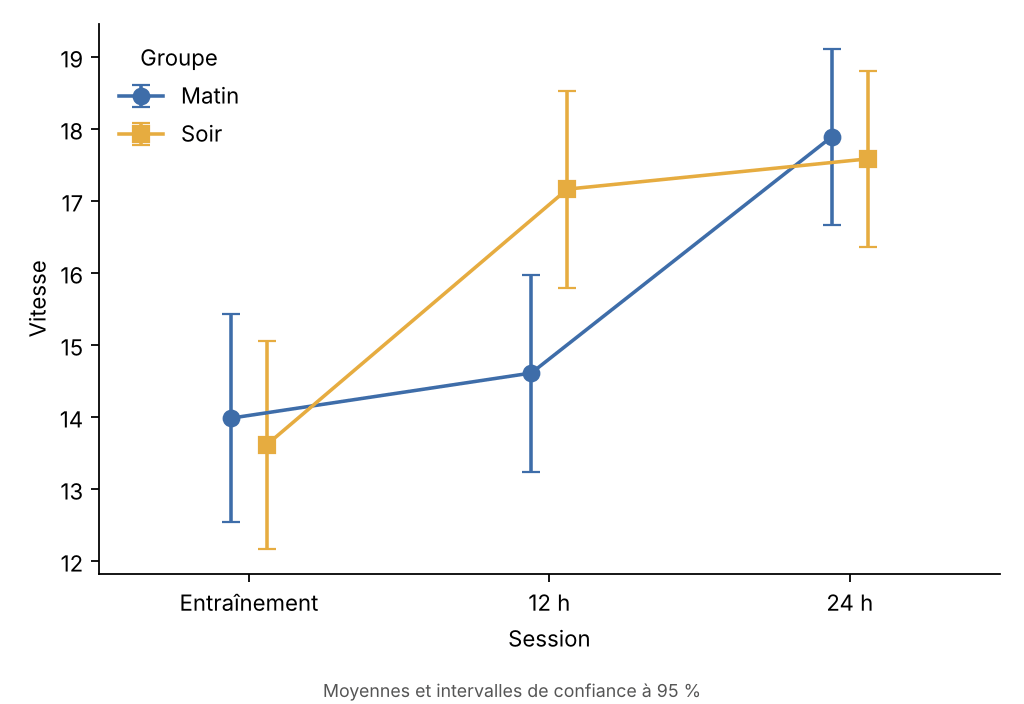 Groupe
Matin
Soir
19
18
17
16
15
14
13
12
Vitesse
Entraînement
12 h
24 h
Session
Moyennes et intervalles de confiance à 95 %